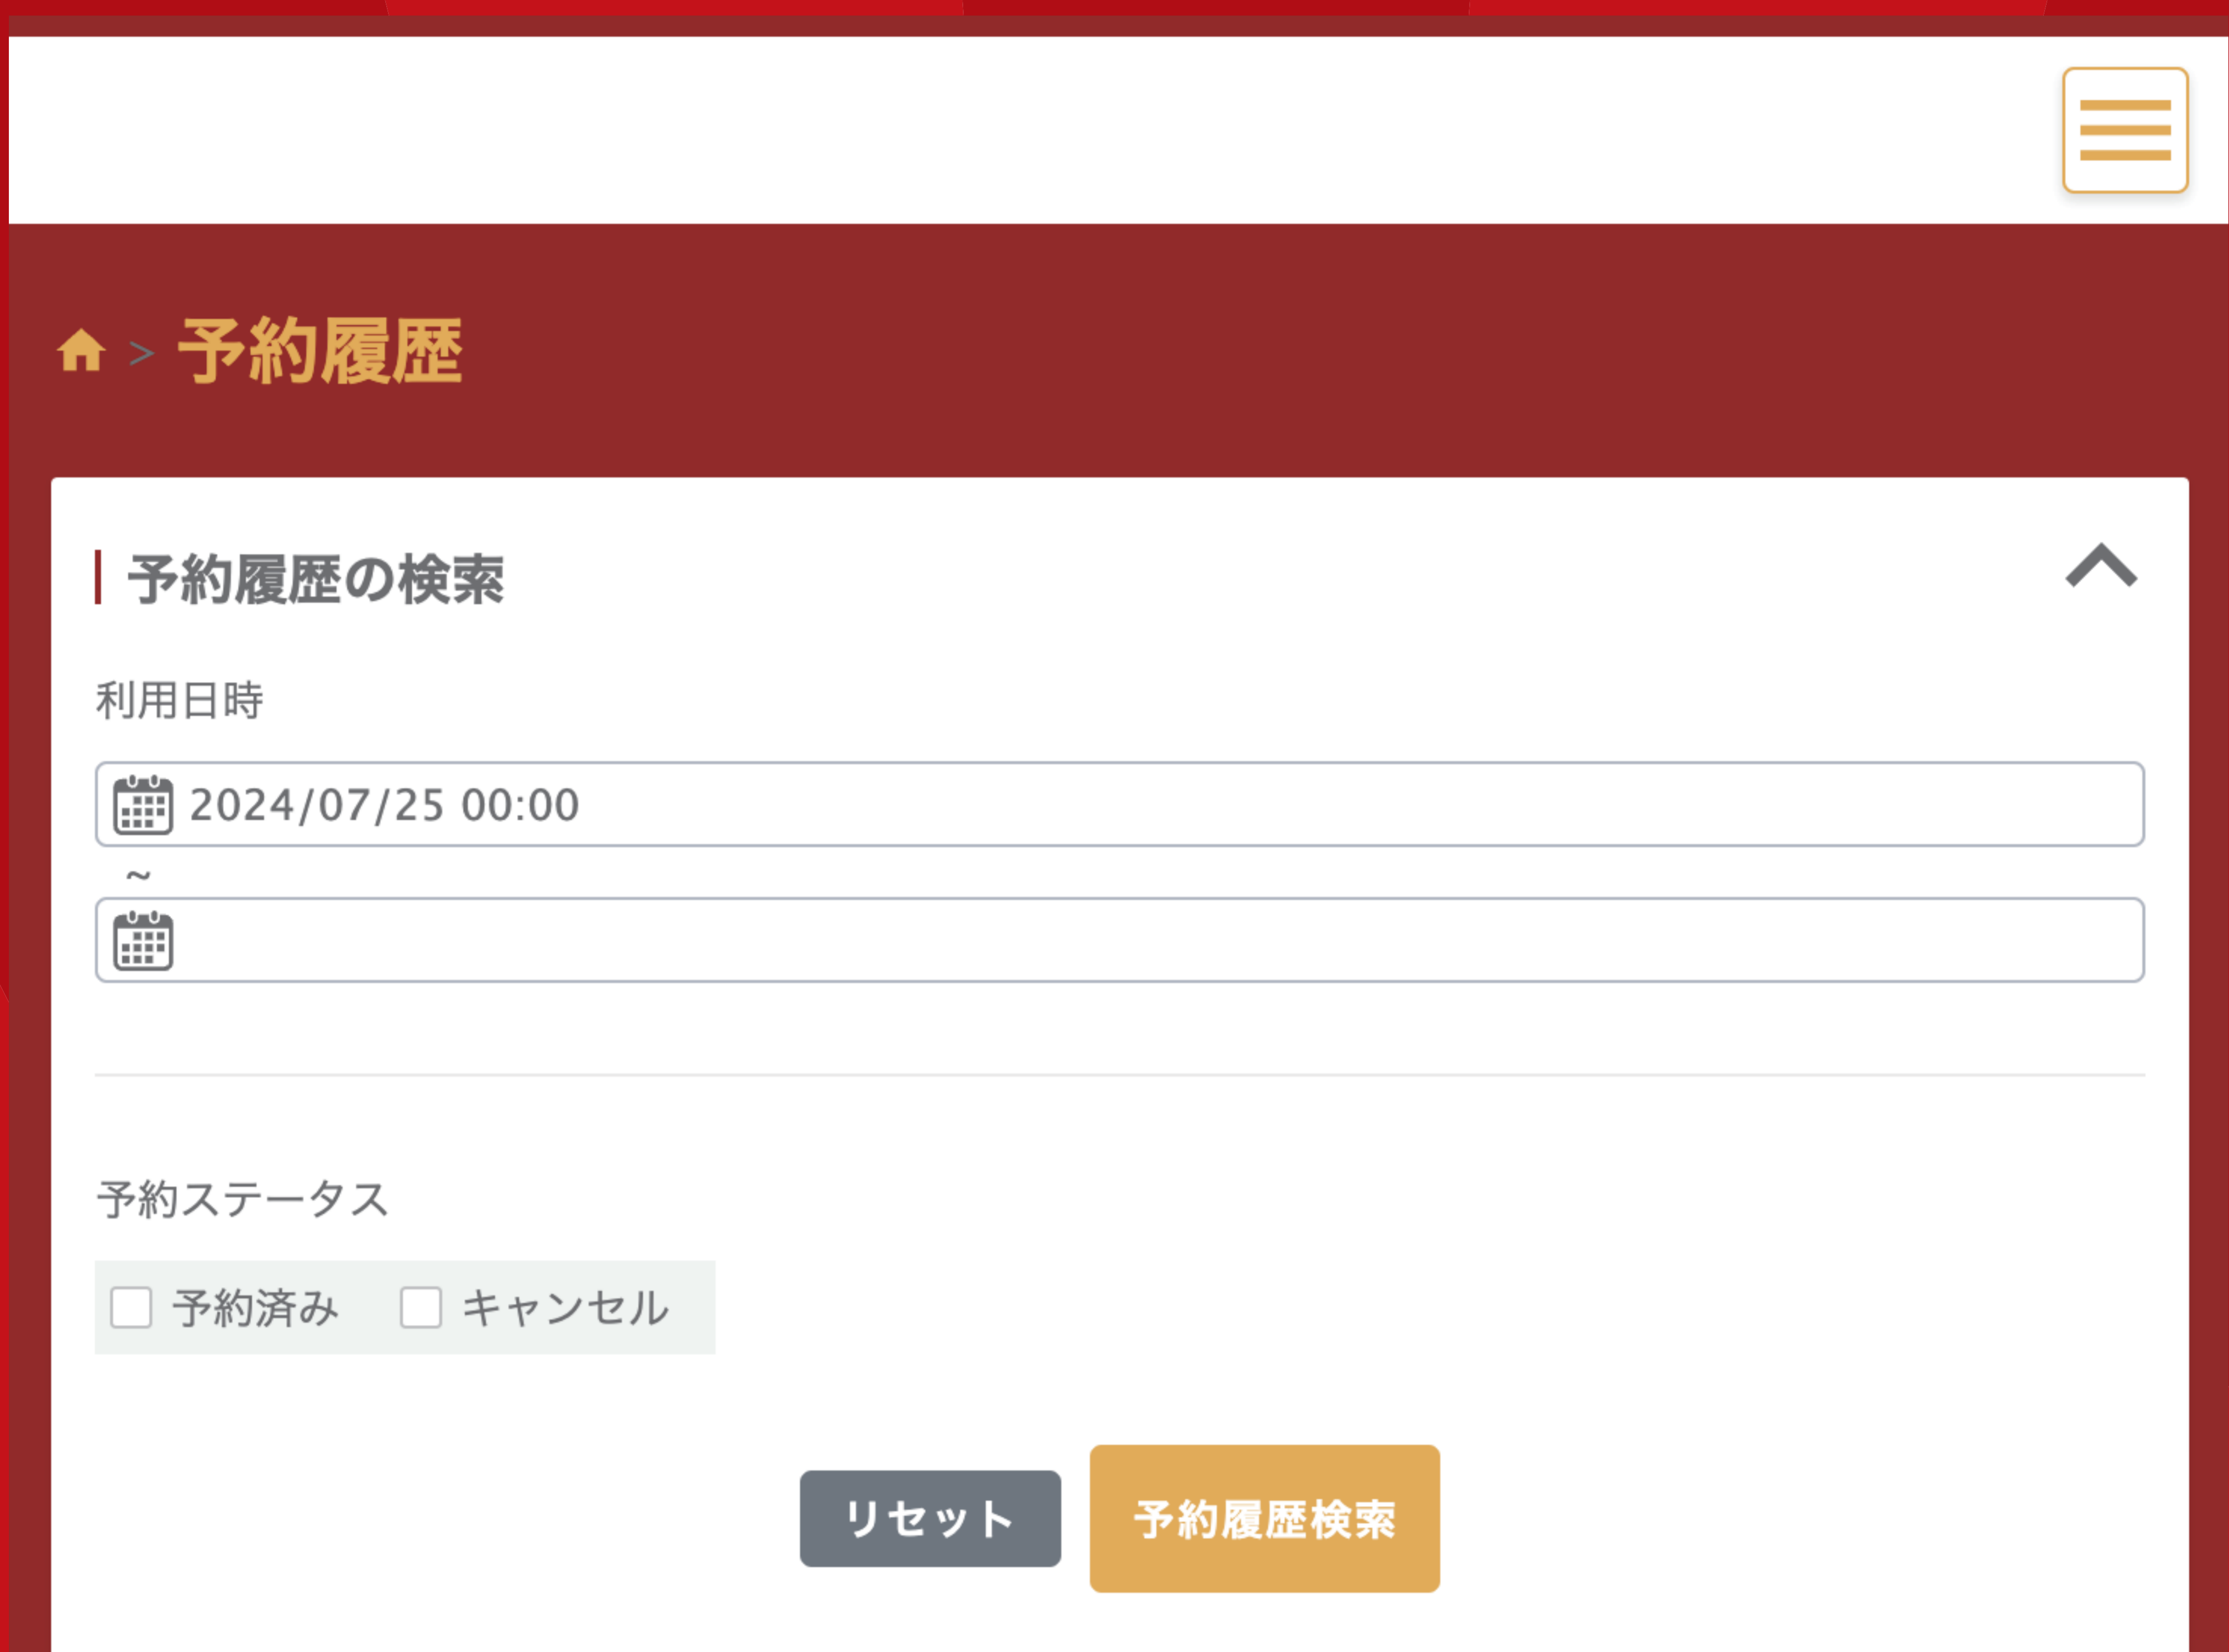 > 予約履歴
予約履歴の検索
利用日時
2024/07/25 00:00
~
予約ステータス
予約済み キャンセル
リセット 予約履歴検索